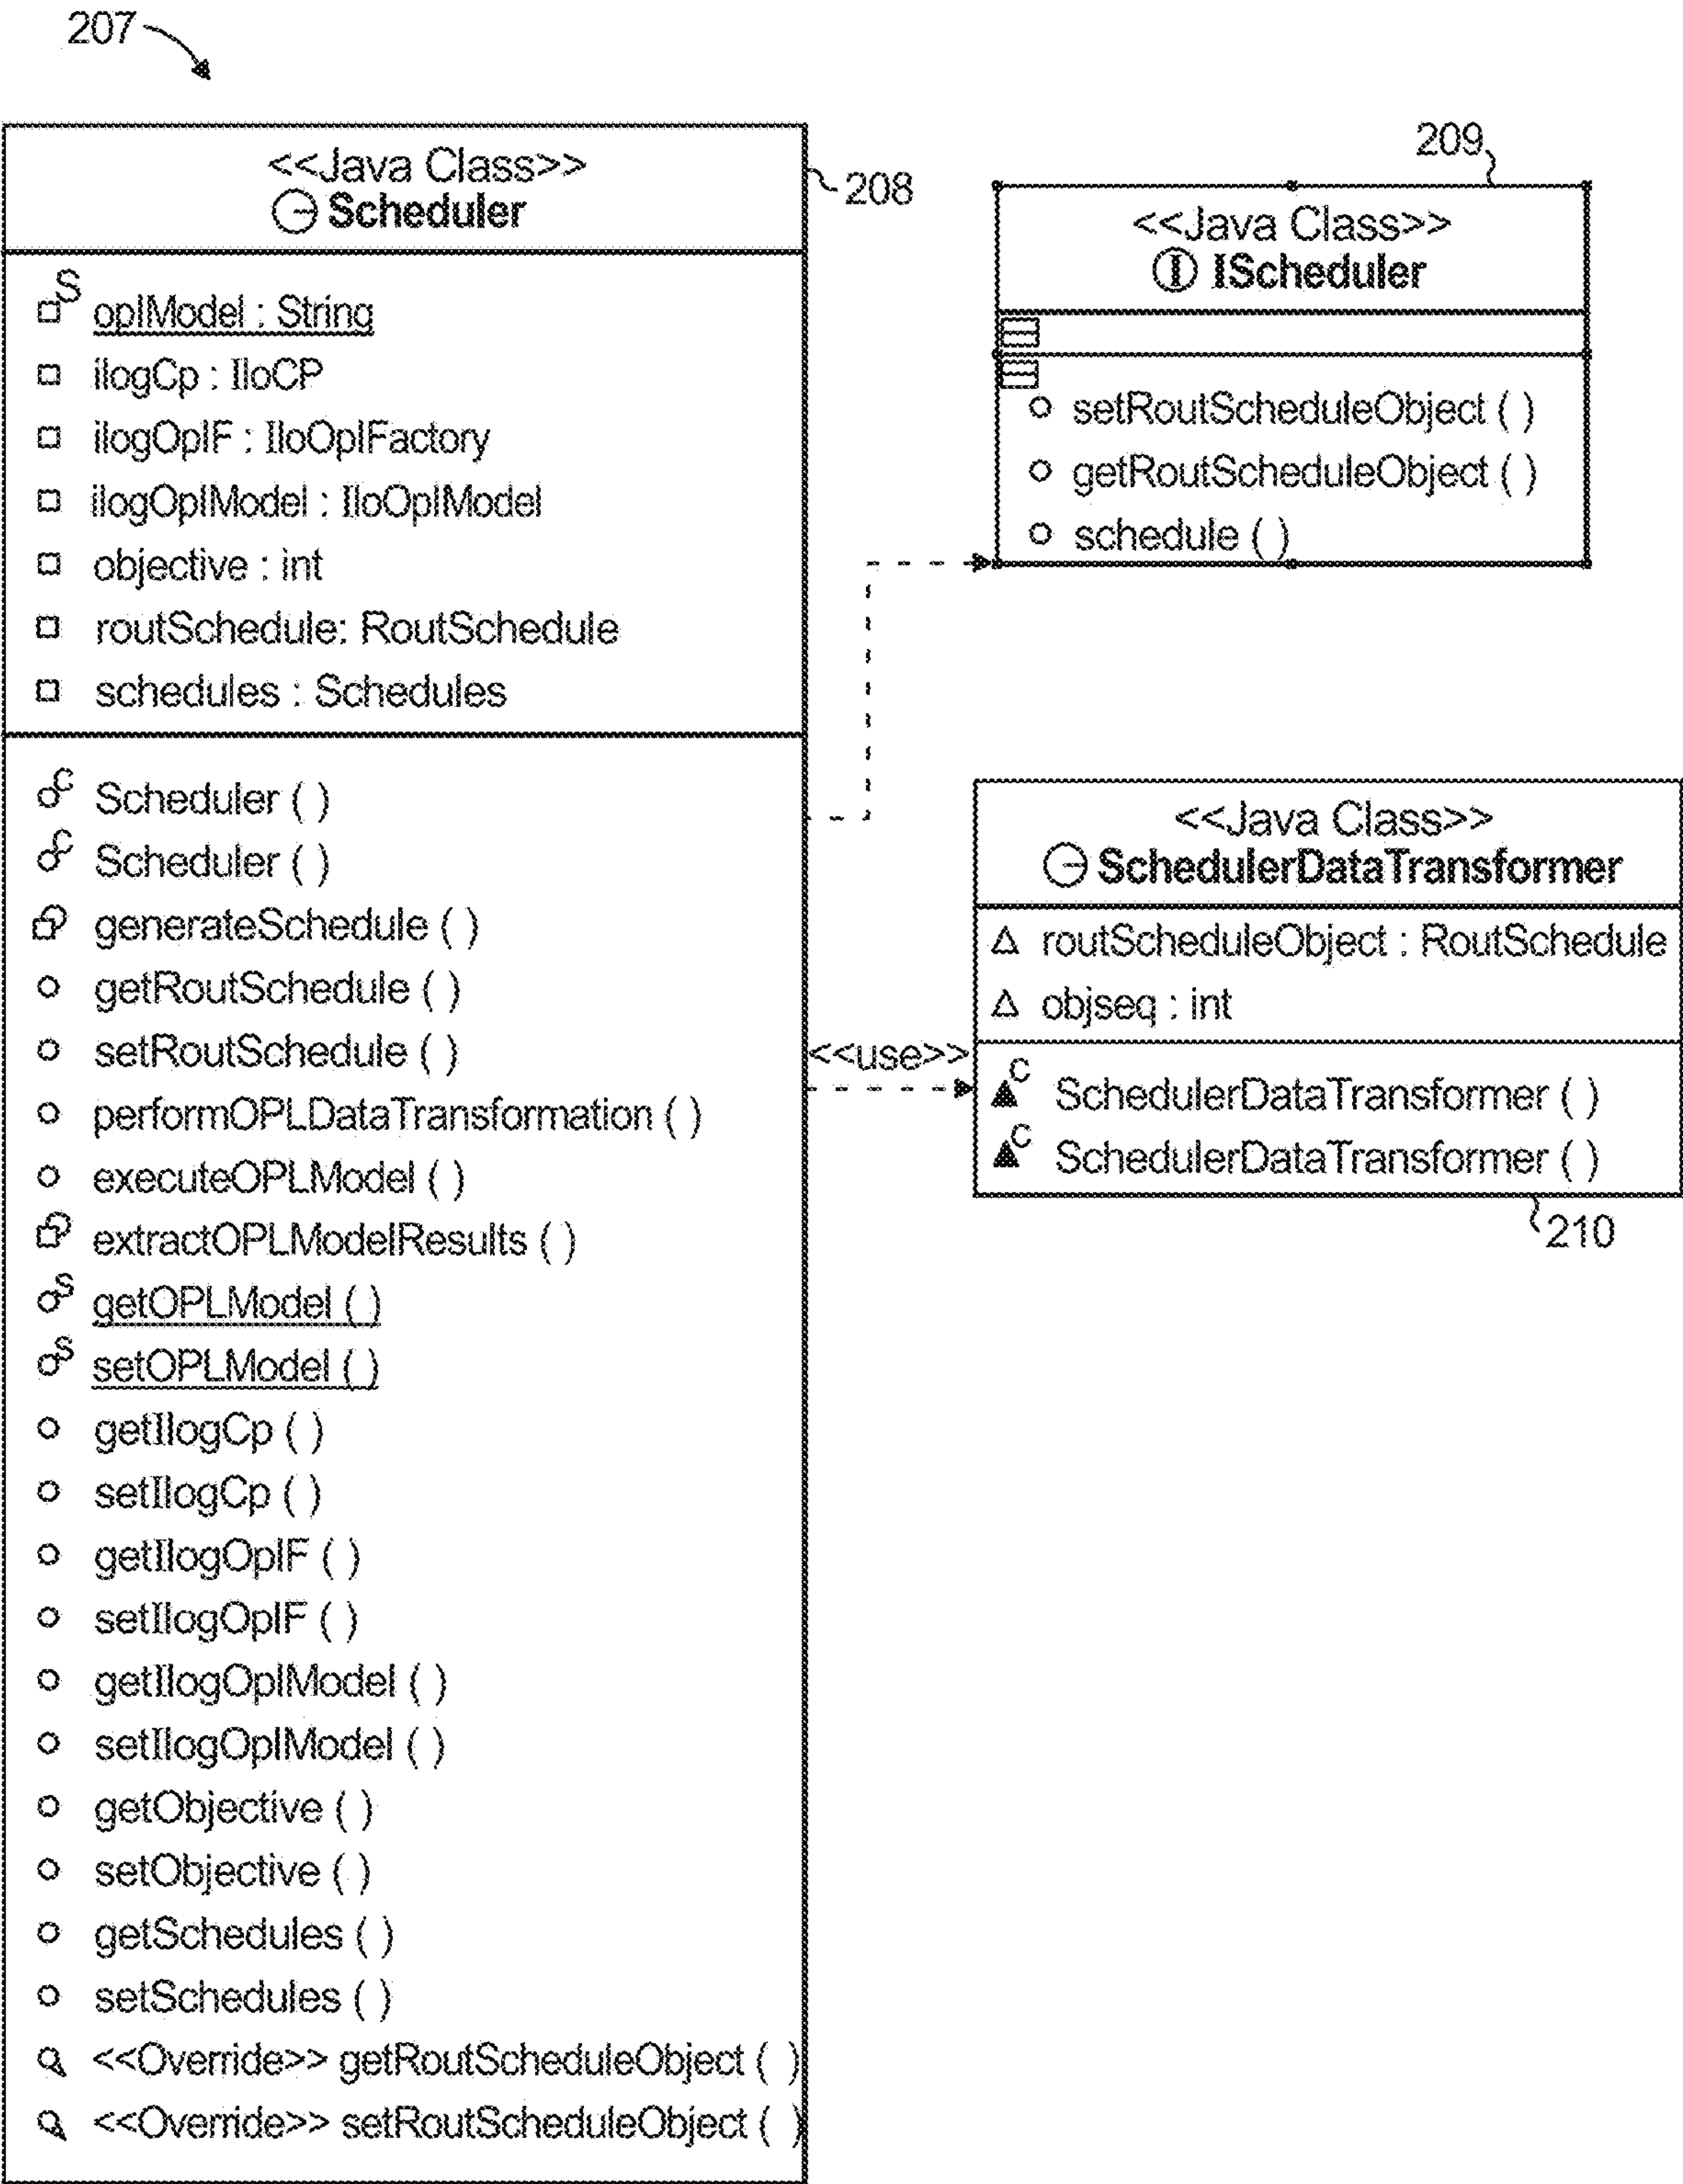 207
<<Java Class>>
Scheduler
208
S
oplModel : String
ilogCp : IloCP
ilogOplF : IloOplFactory
ilogOplModel : IloOplModel
objective : int
routSchedule: RoutSchedule
schedules : Schedules
C Scheduler ( )
C Scheduler ( )
generateSchedule ( )
getRoutSchedule ( )
setRoutSchedule ( )
performOPLDataTransformation ( )
executeOPLModel ( )
extractOPLModelResults ( )
S getOPLModel ( )
S setOPLModel ( )
getIlogCp ( )
setIlogCp ( )
getIlogOplF ( )
setIlogOplF ( )
getIlogOplModel ( )
setIlogOplModel ( )
getObjective ( )
setObjective ( )
getSchedules ( )
setSchedules ( )
<<Override>> getRoutScheduleObject ( )
<<Override>> setRoutScheduleObject ( )
209
<<Java Class>>
I IScheduler
setRoutScheduleObject ( )
getRoutScheduleObject ( )
schedule ( )
<<use>>
<<Java Class>>
SchedulerDataTransformer
routScheduleObject : RoutSchedule
objseq : int
C SchedulerDataTransformer ( )
C SchedulerDataTransformer ( )
210